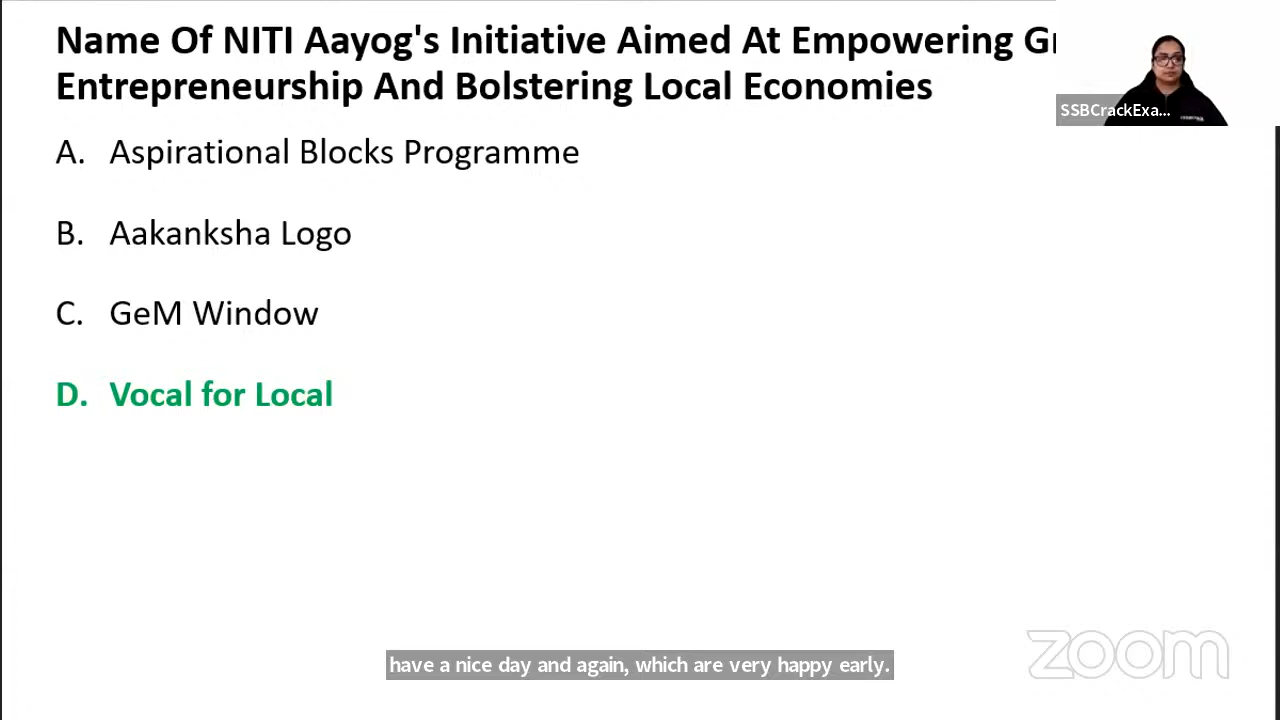 Name Of NITI Aayog's Initiative Aimed At Empowering
Entrepreneurship And Bolstering Local Economies
SSBCrackExa...
A. Aspirational Blocks Programme
B. Aakanksha Logo
C. GeM Window
D. Vocal for Local
have a nice day and again, which are very happy early.
zoom